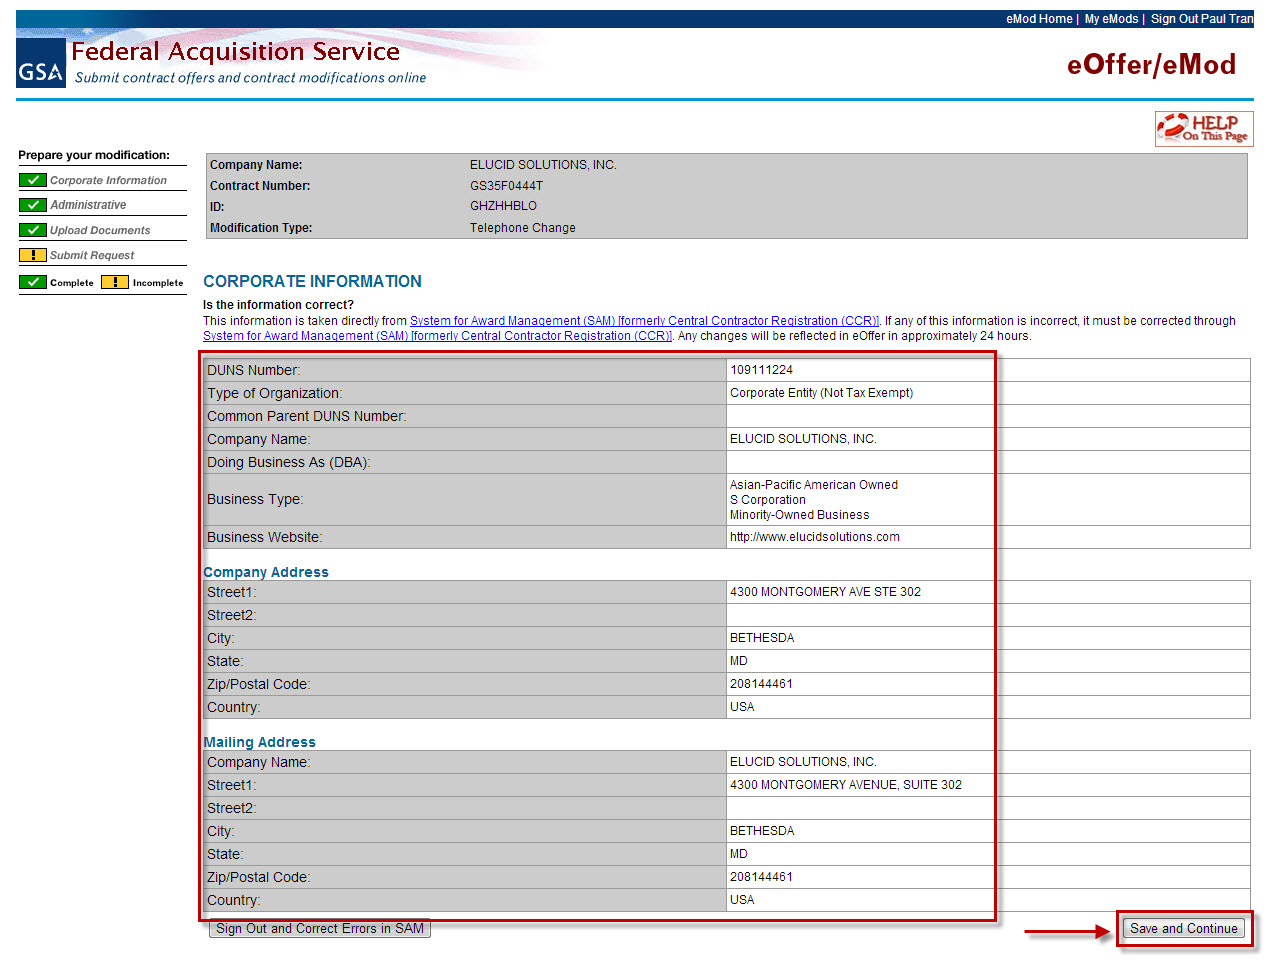 eMod Home | My eMods | Sign Out Paul Tran
GSA
Federal Acquisition Service
Submit contract offers and contract modifications online
eOffer/eMod
HELP
On This Page
Prepare your modification:
Corporate Information
Administrative
Upload Documents
Submit Request
Complete Incomplete
Company Name: ELUCID SOLUTIONS, INC.
Contract Number: GS35F0444T
ID: GHZHHBLO
Modification Type: Telephone Change
CORPORATE INFORMATION
Is the information correct?
This information is taken directly from System for Award Management (SAM) [formerly Central Contractor Registration (CCR)]. If any of this information is incorrect, it must be corrected through
System for Award Management (SAM) [formerly Central Contractor Registration (CCR)]. Any changes will be reflected in eOffer in approximately 24 hours.
DUNS Number: 109111224
Type of Organization: Corporate Entity (Not Tax Exempt)
Common Parent DUNS Number:
Company Name: ELUCID SOLUTIONS, INC.
Doing Business As (DBA):
Business Type: Asian-Pacific American Owned
S Corporation
Minority-Owned Business
Business Website: http://www.elucidsolutions.com
Company Address
Street1: 4300 MONTGOMERY AVE STE 302
Street2:
City: BETHESDA
State: MD
Zip/Postal Code: 208144461
Country: USA
Mailing Address
Company Name: ELUCID SOLUTIONS, INC.
Street1: 4300 MONTGOMERY AVENUE, SUITE 302
Street2:
City: BETHESDA
State: MD
Zip/Postal Code: 208144461
Country: USA
Sign Out and Correct Errors in SAM Save and Continue